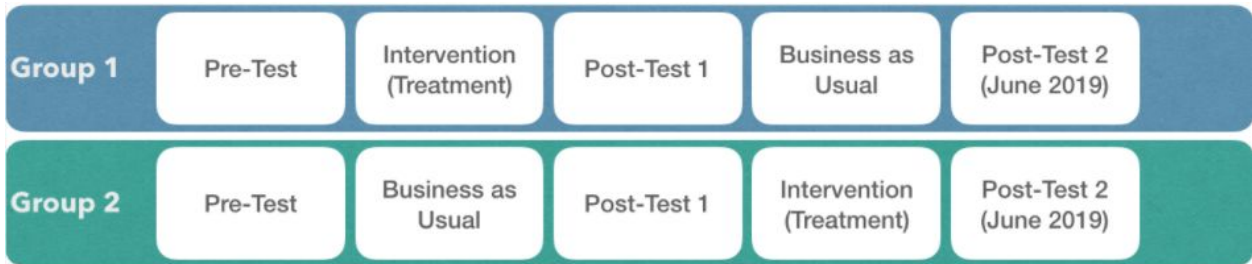 Group 1
Pre-Test
Intervention
(Treatment)
Post-Test 1
Business as
Usual
Post-Test 2
(June 2019)
Group 2
Pre-Test
Business as
Usual
Post-Test 1
Intervention
(Treatment)
Post-Test 2
(June 2019)